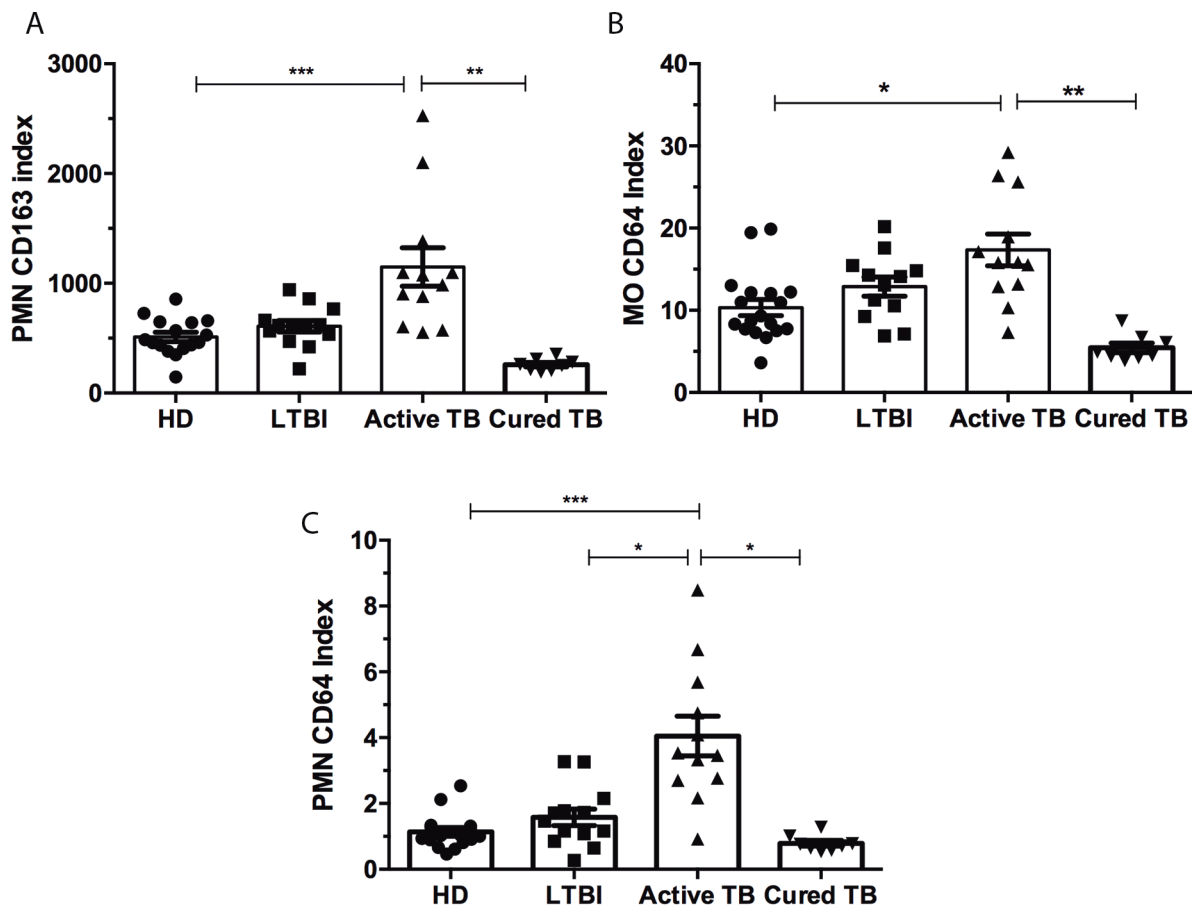 A
PMN CD163 index
3000
2000
1000
0
***
**
HD LTBI Active TB Cured TB
B
MO CD64 Index
40
30
20
10
0
*
**
HD LTBI Active TB Cured TB
C
PMN CD64 Index
10
8
6
4
2
0
***
*
*
HD LTBI Active TB Cured TB